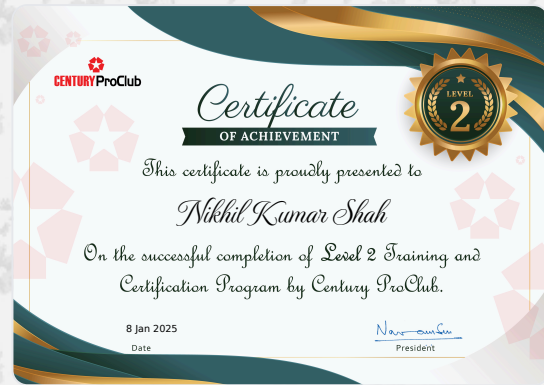 CENTURY ProClub
Certificate
OF ACHIEVEMENT
LEVEL
2
This certificate is proudly presented to
Nikhil Kumar Shah
On the successful completion of Level 2 Training and
Certification Program by Century ProClub.
8 Jan 2025
Date
President